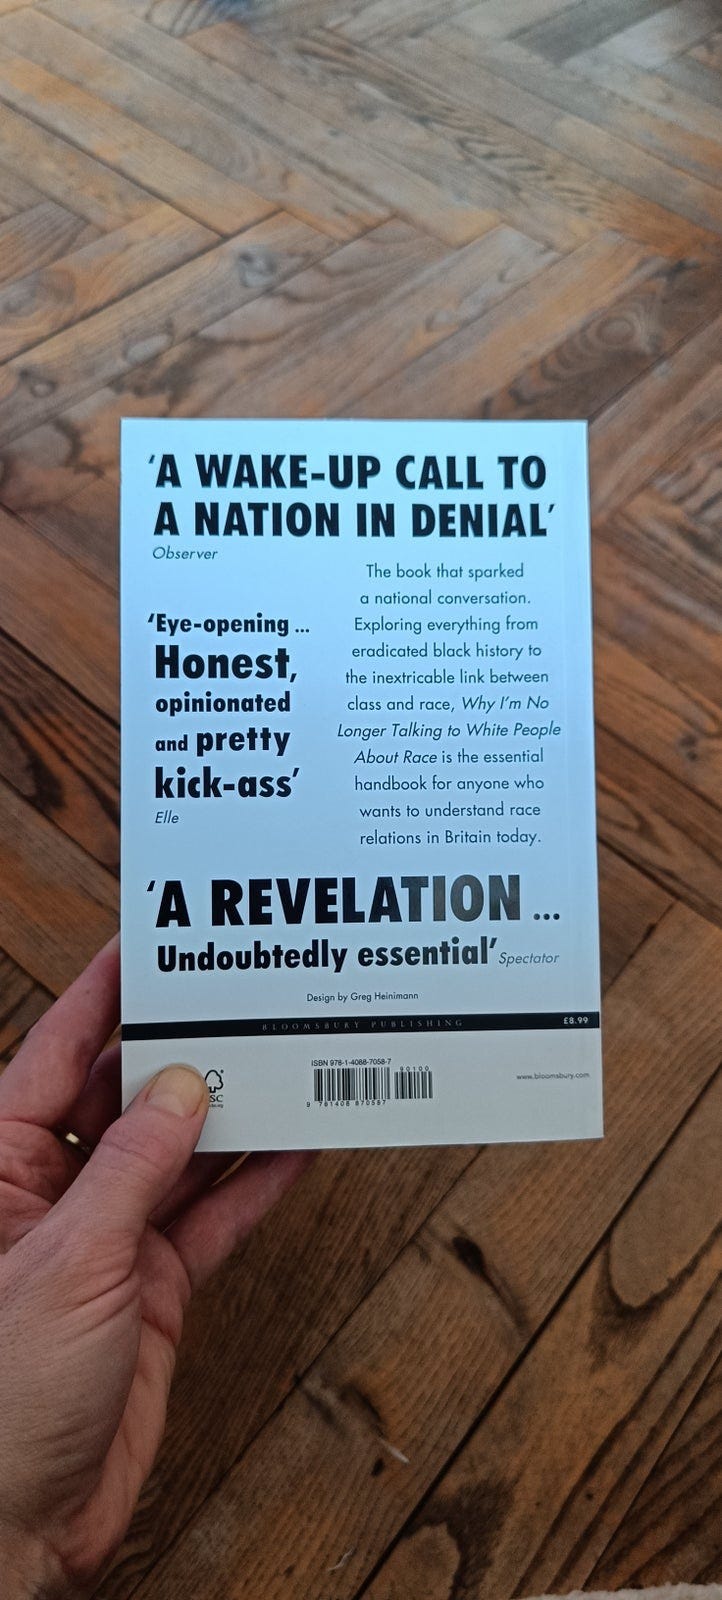 ‘A WAKE-UP CALL TO
A NATION IN DENIAL’
Observer
‘Eye-opening ...
Honest,
opinionated
and pretty
kick-ass’
Elle
The book that sparked
a national conversation.
Exploring everything from
eradicated black history to
the inextricable link between
class and race, Why I’m No
Longer Talking to White People
About Race is the essential
handbook for anyone who
wants to understand race
relations in Britain today.
‘A REVELATION ...
Undoubtedly essential’ Spectator
Design by Greg Heinimann
BLOOMSBURY PUBLISHING £8.99
ISBN 978-1-4088-7058-7
90100
9 781408 870587
www.bloomsbury.com